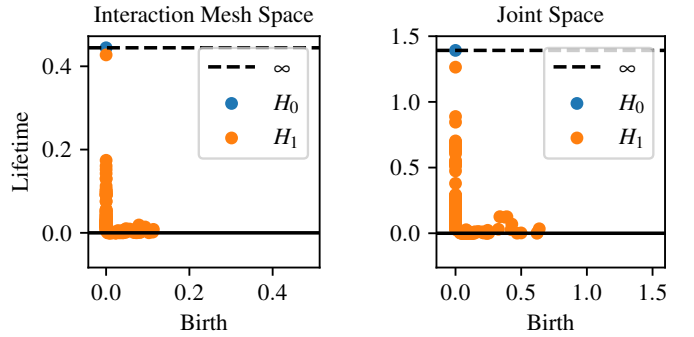 Interaction Mesh Space
Lifetime
0.4
0.2
0.0
0.0
0.2
0.4
Birth
∞
H₀
H₁
Joint Space
1.5
1.0
0.5
0.0
0.0
0.5
1.0
1.5
Birth
∞
H₀
H₁